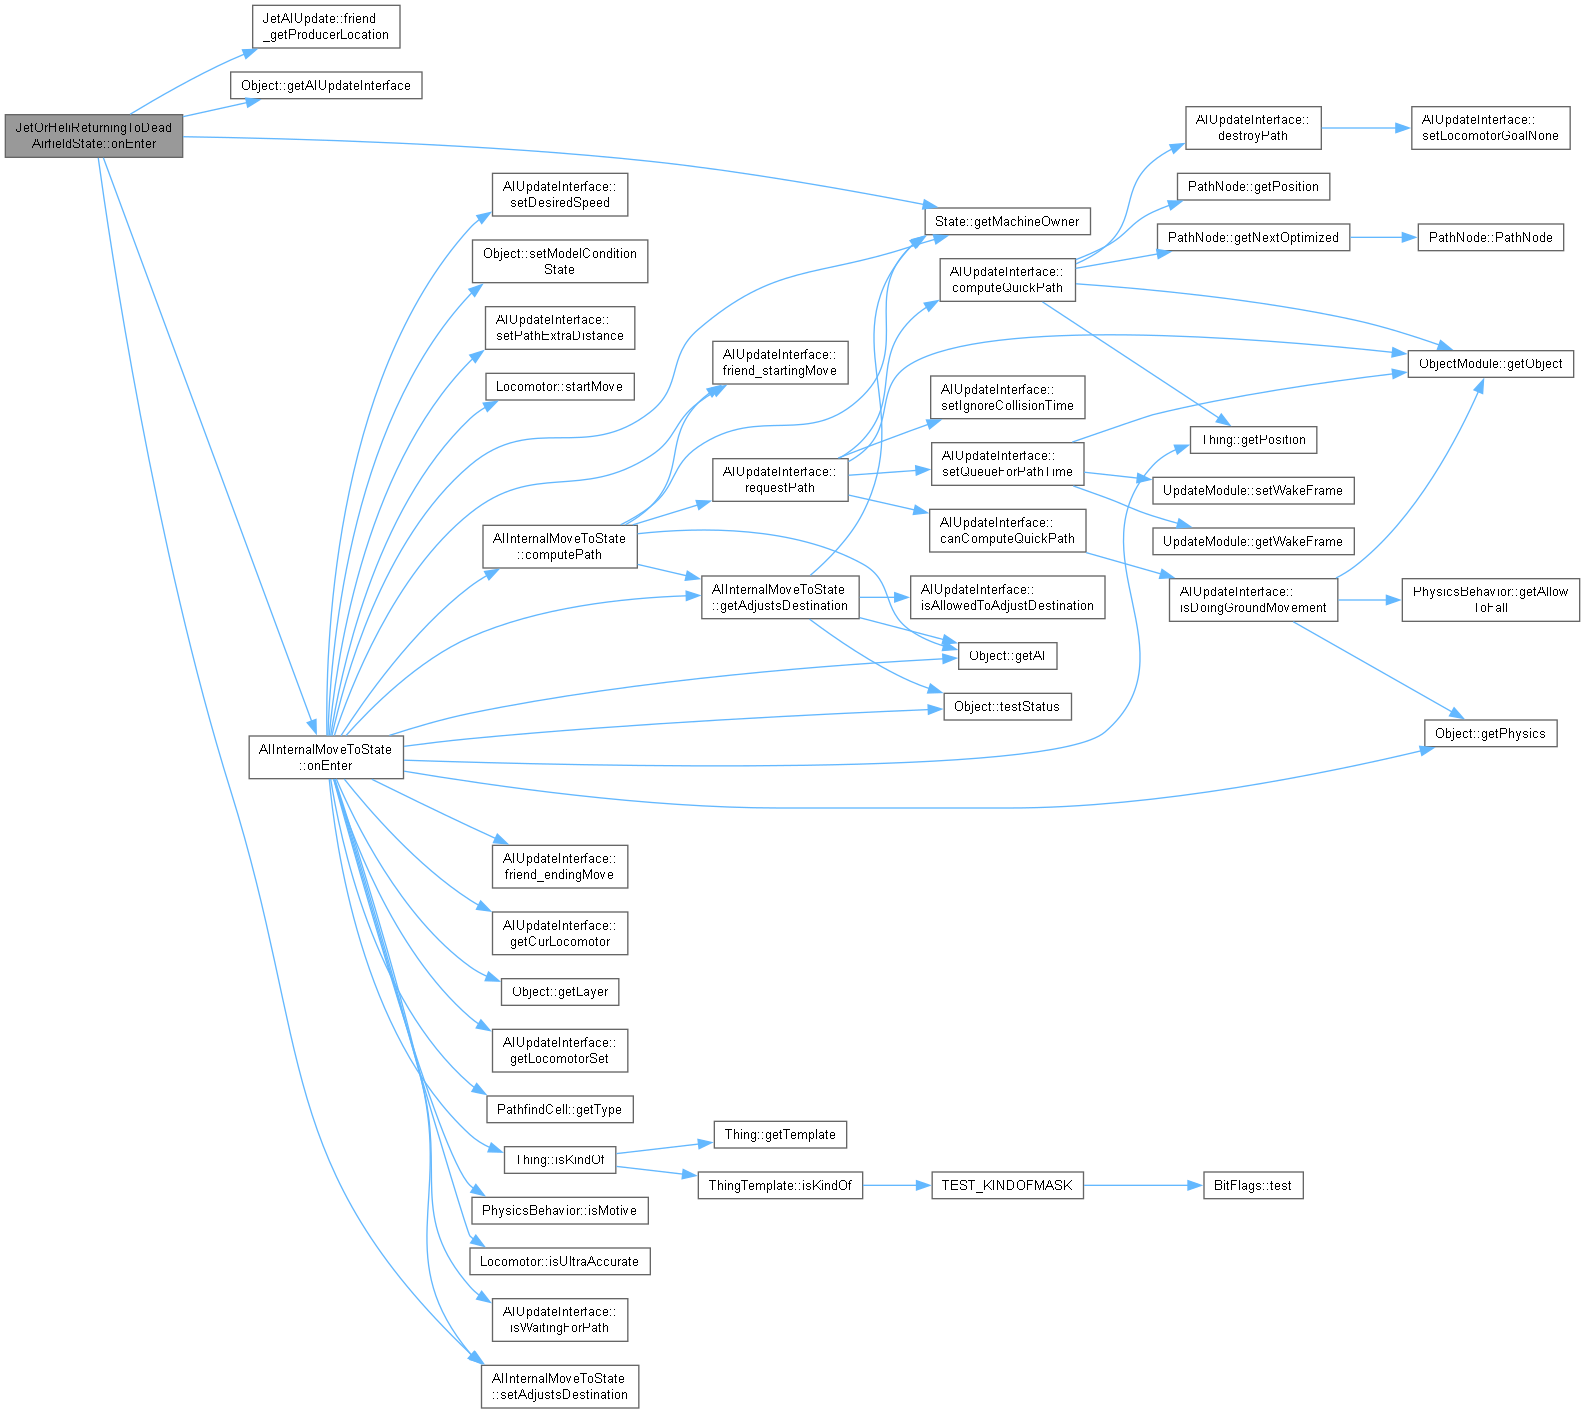 JetAIUpdate::friend
_getProducerLocation
Object::getAIUpdateInterface
JetOrHeliReturningToDead
AirfieldState::onEnter
AIUpdateInterface::
destroyPath
AIUpdateInterface::
setLocomotorGoalNone
AIUpdateInterface::
setDesiredSpeed
PathNode::getPosition
State::getMachineOwner
PathNode::getNextOptimized
PathNode::PathNode
Object::setModelCondition
State
AIUpdateInterface::
computeQuickPath
AIUpdateInterface::
setPathExtraDistance
AIUpdateInterface::
friend_startingMove
ObjectModule::getObject
Locomotor::startMove
AIUpdateInterface::
setIgnoreCollisionTime
Thing::getPosition
AIUpdateInterface::
requestPath
AIUpdateInterface::
setQueueForPathTime
UpdateModule::setWakeFrame
AIInternalMoveToState
::computePath
AIUpdateInterface::
canComputeQuickPath
UpdateModule::getWakeFrame
AIInternalMoveToState
::getAdjustsDestination
AIUpdateInterface::
isAllowedToAdjustDestination
AIUpdateInterface::
isDoingGroundMovement
PhysicsBehavior::getAllow
ToFall
Object::getAI
Object::testStatus
Object::getPhysics
AIInternalMoveToState
::onEnter
AIUpdateInterface::
friend_endingMove
AIUpdateInterface::
getCurLocomotor
Object::getLayer
AIUpdateInterface::
getLocomotorSet
PathfindCell::getType
Thing::getTemplate
Thing::isKindOf
ThingTemplate::isKindOf
TEST_KINDOFMASK
BitFlags::test
PhysicsBehavior::isMotive
Locomotor::isUltraAccurate
AIUpdateInterface::
isWaitingForPath
AIInternalMoveToState
::setAdjustsDestination